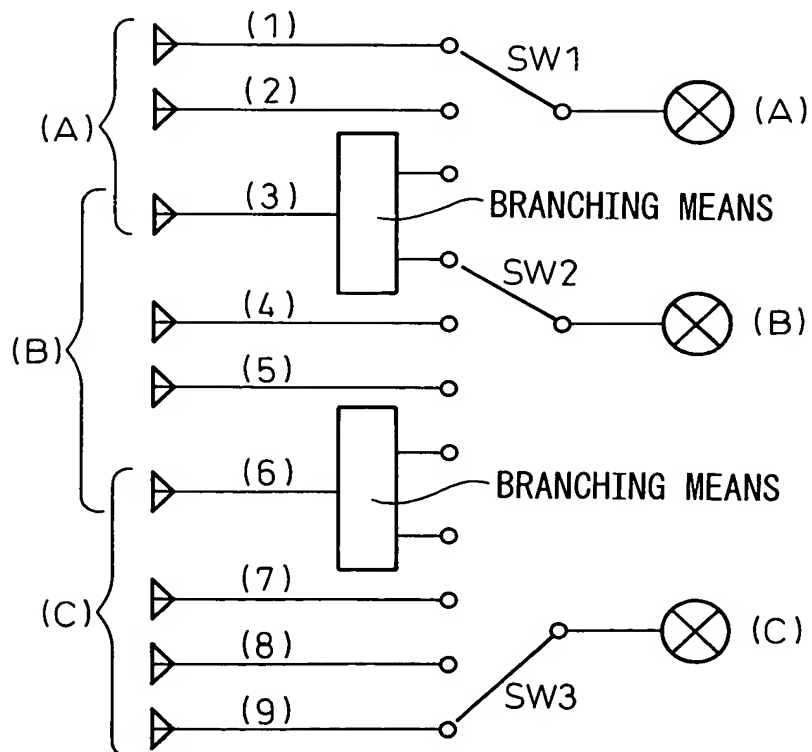 (1)
SW1
(2)
(A)
(A)
(3)
BRANCHING MEANS
SW2
(4)
(B)
(B)
(5)
(6)
BRANCHING MEANS
(7)
(C)
(C)
(8)
SW3
(9)